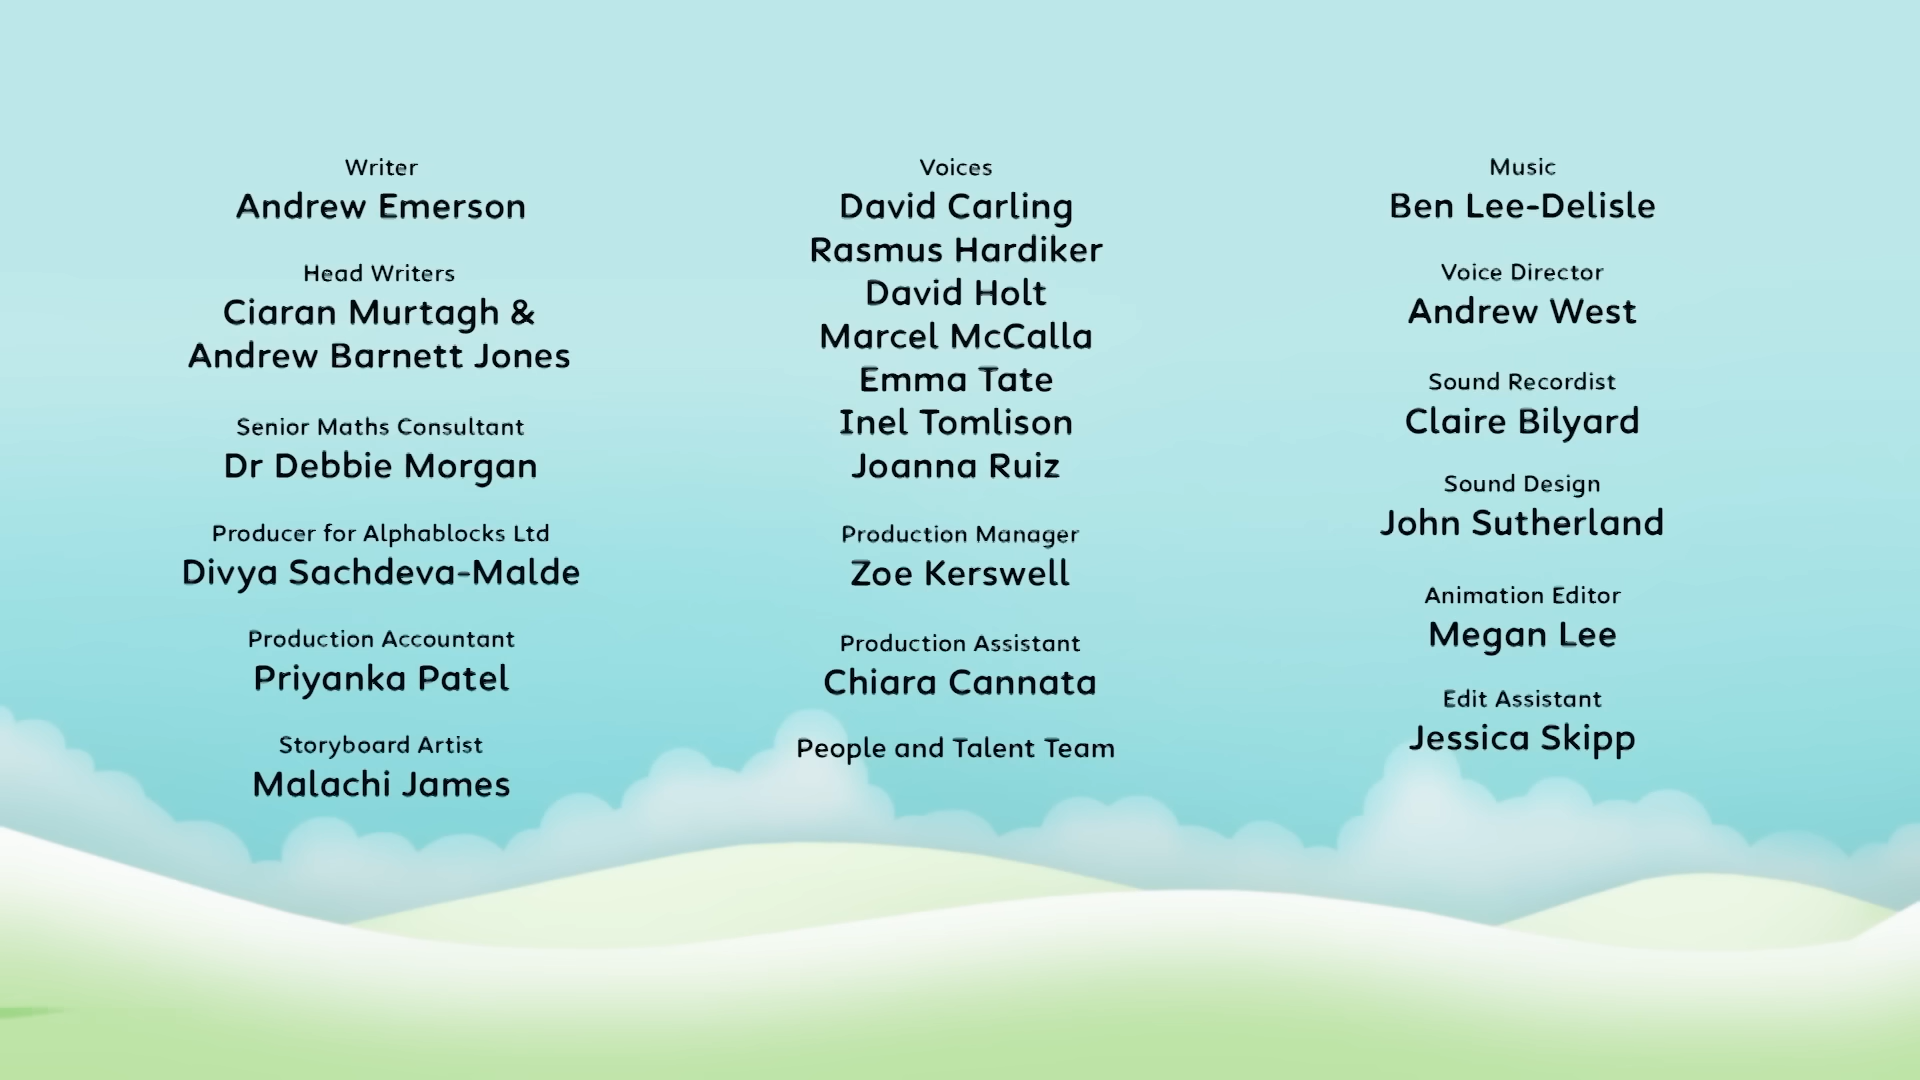 Writer
Andrew Emerson
Head Writers
Ciaran Murtagh &
Andrew Barnett Jones
Senior Maths Consultant
Dr Debbie Morgan
Producer for Alphablocks Ltd
Divya Sachdeva-Malde
Production Accountant
Priyanka Patel
Storyboard Artist
Malachi James
Voices
David Carling
Rasmus Hardiker
David Holt
Marcel McCalla
Emma Tate
Inel Tomlison
Joanna Ruiz
Production Manager
Zoe Kerswell
Production Assistant
Chiara Cannata
People and Talent Team
Music
Ben Lee-Delisle
Voice Director
Andrew West
Sound Recordist
Claire Bilyard
Sound Design
John Sutherland
Animation Editor
Megan Lee
Edit Assistant
Jessica Skipp